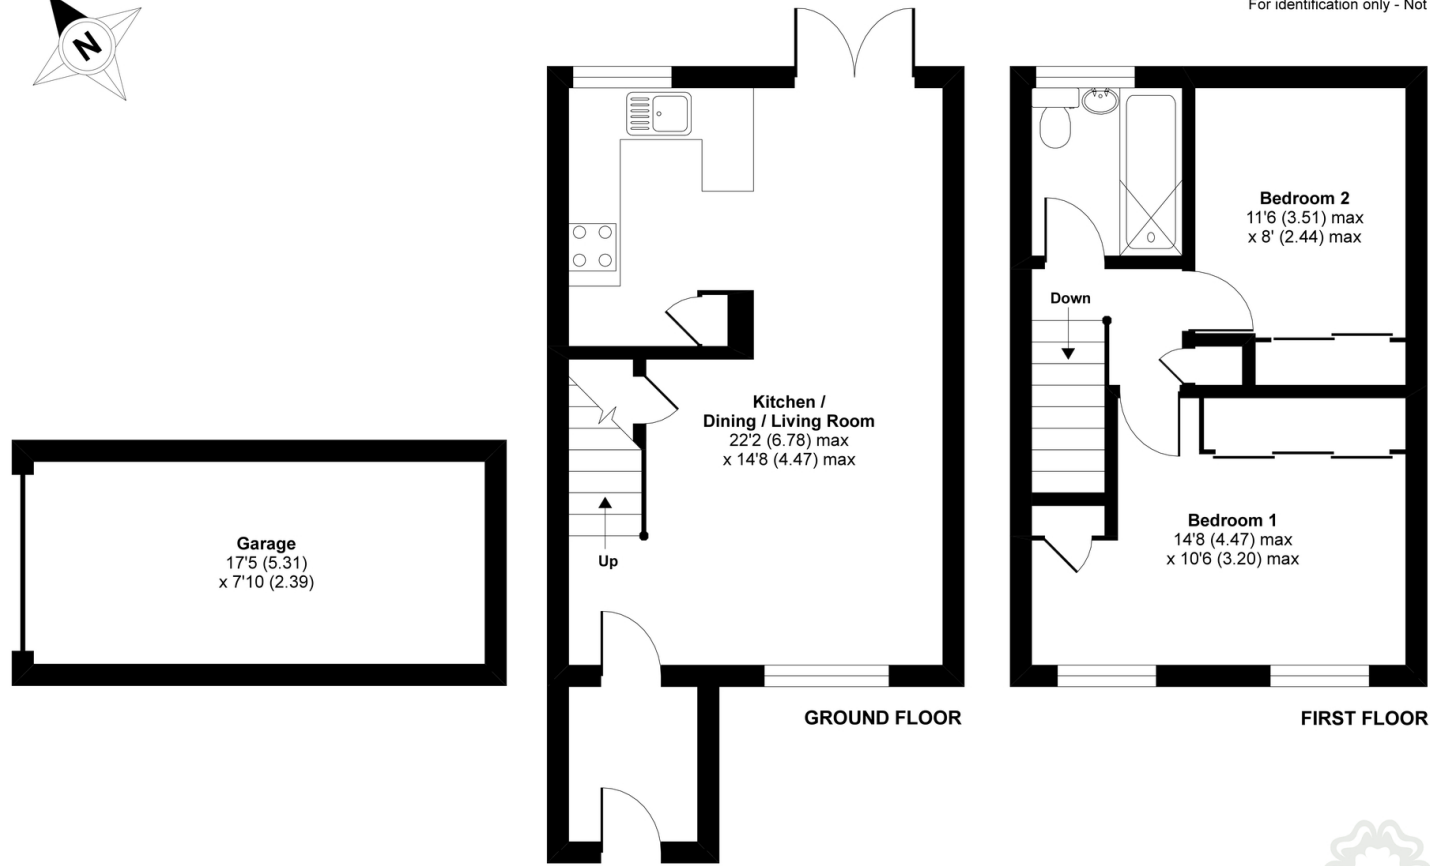 For identification only - Not
N
Kitchen /
Dining / Living Room
22'2 (6.78) max
x 14'8 (4.47) max
Up
Garage
17'5 (5.31)
x 7'10 (2.39)
GROUND FLOOR
Bedroom 2
11'6 (3.51) max
x 8' (2.44) max
Down
Bedroom 1
14'8 (4.47) max
x 10'6 (3.20) max
FIRST FLOOR